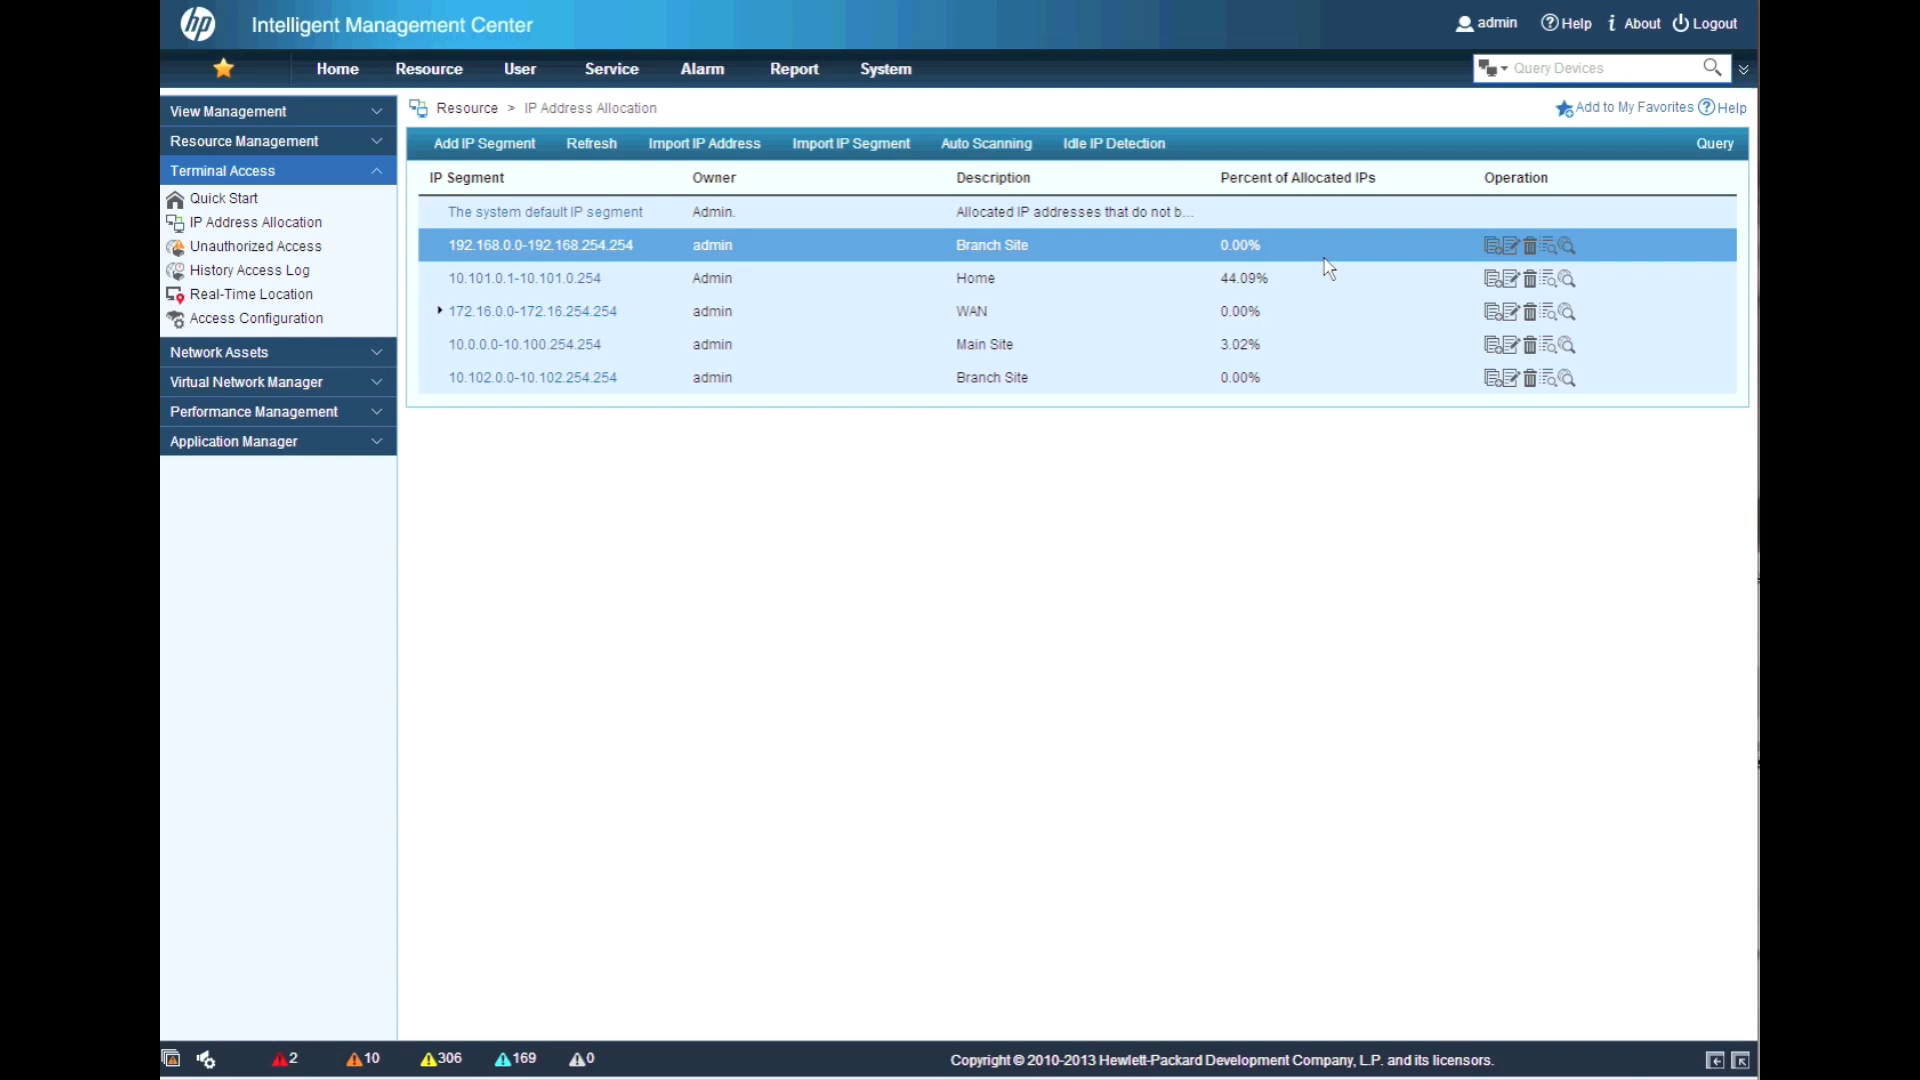 hp Intelligent Management Center admin Help i About Logout
Home Resource User Service Alarm Report System Query Devices
View Management
Resource Management
Terminal Access
Quick Start
IP Address Allocation
Unauthorized Access
History Access Log
Real-Time Location
Access Configuration
Network Assets
Virtual Network Manager
Performance Management
Application Manager
Resource > IP Address Allocation Add to My Favorites Help
Add IP Segment Refresh Import IP Address Import IP Segment Auto Scanning Idle IP Detection Query
IP Segment Owner Description Percent of Allocated IPs Operation
The system default IP segment Admin. Allocated IP addresses that do not b...
192.168.0.0-192.168.254.254 admin Branch Site 0.00%
10.101.0.1-10.101.0.254 Admin Home 44.09%
172.16.0.0-172.16.254.254 admin WAN 0.00%
10.0.0.0-10.100.254.254 admin Main Site 3.02%
10.102.0.0-10.102.254.254 admin Branch Site 0.00%
2 10 306 169 0 Copyright © 2010-2013 Hewlett-Packard Development Company, L.P. and its licensors.